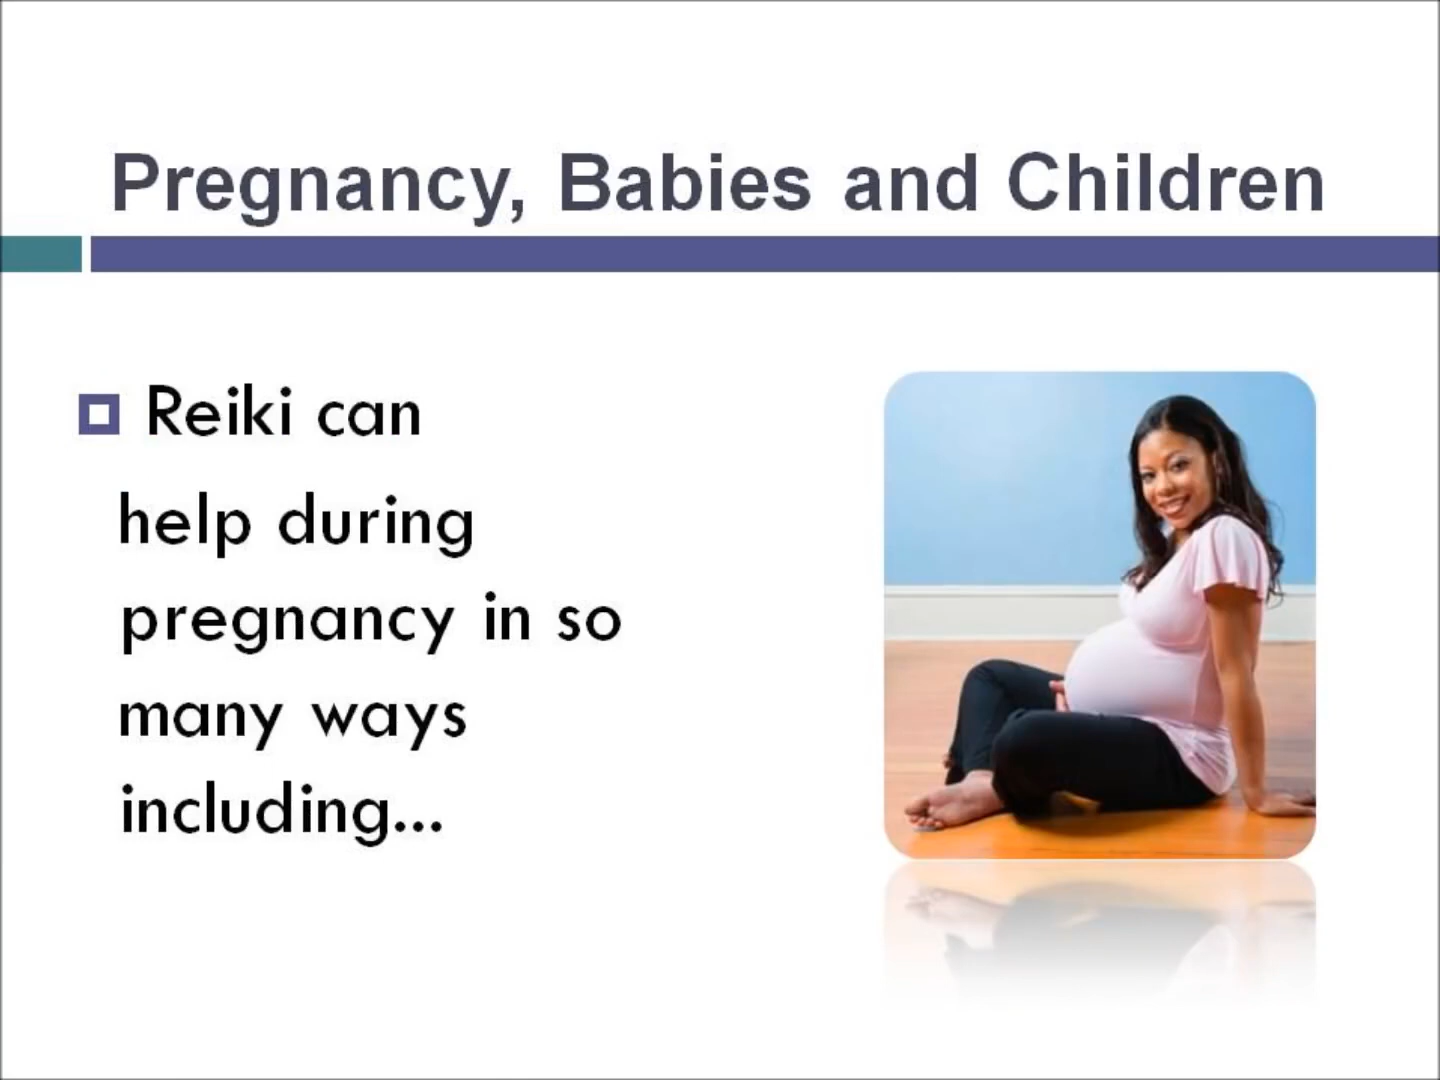 Pregnancy, Babies and Children
Reiki can
help during
pregnancy in so
many ways
including...